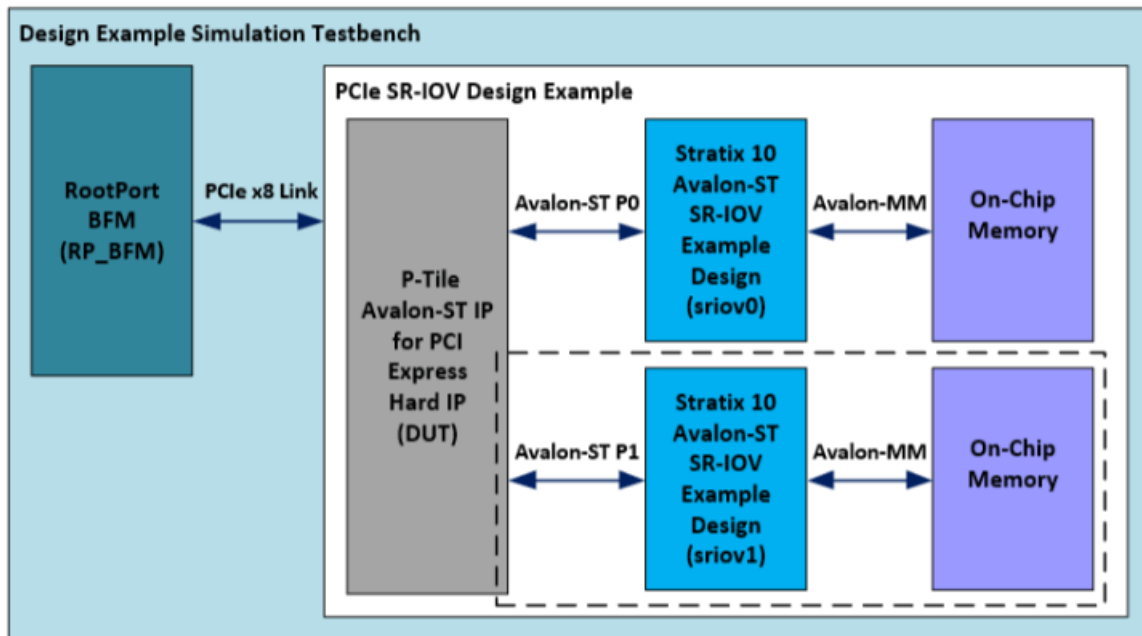 Design Example Simulation Testbench
RootPort
BFM
(RP_BFM)
PCIe x8 Link
PCIe SR-IOV Design Example
P-Tile
Avalon-ST IP
for PCI
Express
Hard IP
(DUT)
Avalon-ST P0
Stratix 10
Avalon-ST
SR-IOV
Example
Design
(sriov0)
Avalon-MM
On-Chip
Memory
Avalon-ST P1
Stratix 10
Avalon-ST
SR-IOV
Example
Design
(sriov1)
Avalon-MM
On-Chip
Memory